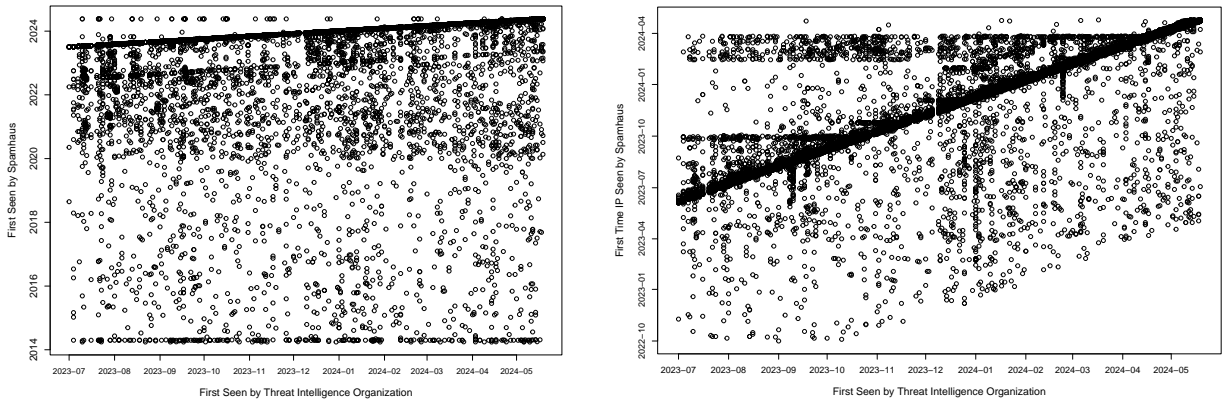 2024
2022
2020
2018
2016
2014
First Seen by Spamhaus
2023−07 2023−08 2023−09 2023−10 2023−11 2023−12 2024−01 2024−02 2024−03 2024−04 2024−05
First Seen by Threat Intelligence Organization
2024−04
2024−01
2023−10
2023−07
2023−04
2023−01
2022−10
First Time IP Seen by Spamhaus
2023−07 2023−08 2023−09 2023−10 2023−11 2023−12 2024−01 2024−02 2024−03 2024−04 2024−05
First Seen by Threat Intelligence Organization